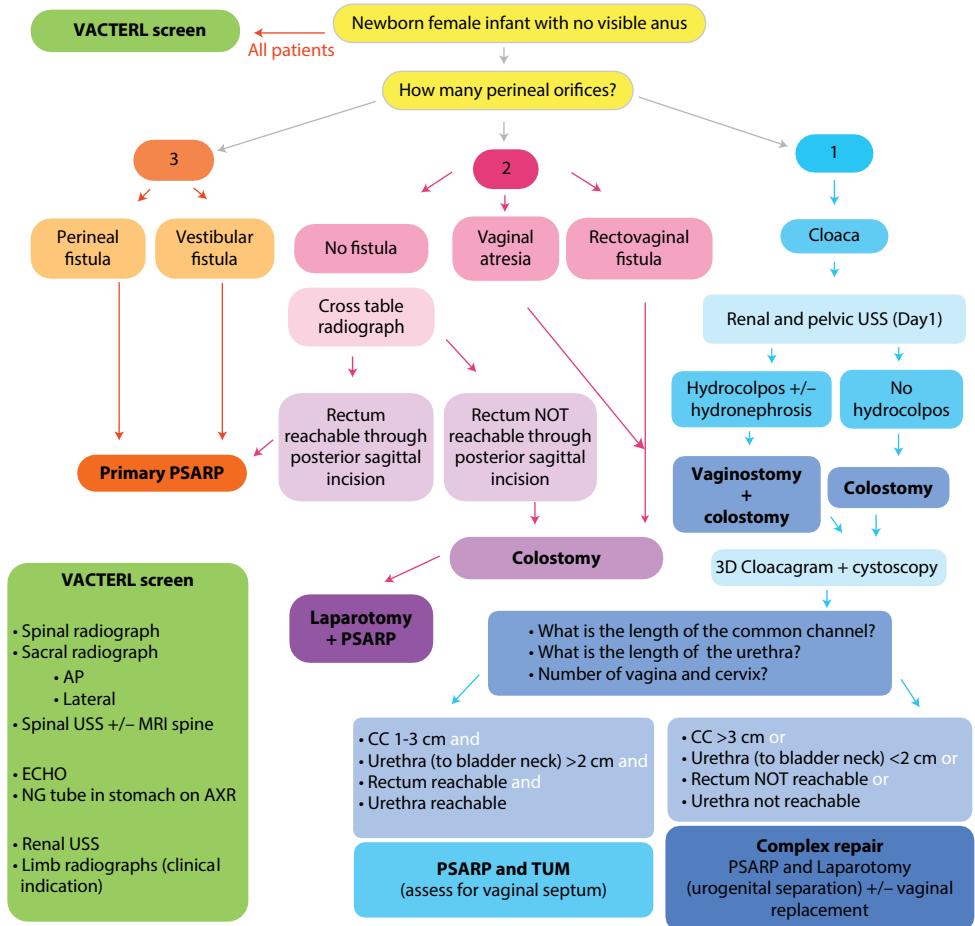 VACTERL screen
Newborn female infant with no visible anus
All patients
How many perineal orifices?
3
2
1
Perineal
fistula
Vestibular
fistula
No fistula
Vaginal
atresia
Rectovaginal
fistula
Cloaca
Cross table
radiograph
Renal and pelvic USS (Day1)
Rectum
reachable through
posterior sagittal
incision
Rectum NOT
reachable through
posterior sagittal
incision
Hydrocolpos +/–
hydronephrosis
No
hydrocolpos
Primary PSARP
Vaginostomy
+
colostomy
Colostomy
Colostomy
3D Cloacagram + cystoscopy
Laparotomy
+ PSARP
• What is the length of the common channel?
• What is the length of the urethra?
• Number of vagina and cervix?
VACTERL screen
• Spinal radiograph
• Sacral radiograph
• AP
• Lateral
• Spinal USS +/– MRI spine
• ECHO
• NG tube in stomach on AXR
• Renal USS
• Limb radiographs (clinical
indication)
• CC 1-3 cm and
• Urethra (to bladder neck) >2 cm and
• Rectum reachable and
• Urethra reachable
• CC >3 cm or
• Urethra (to bladder neck) <2 cm or
• Rectum NOT reachable or
• Urethra not reachable
PSARP and TUM
(assess for vaginal septum)
Complex repair
PSARP and Laparotomy
(urogenital separation) +/– vaginal
replacement